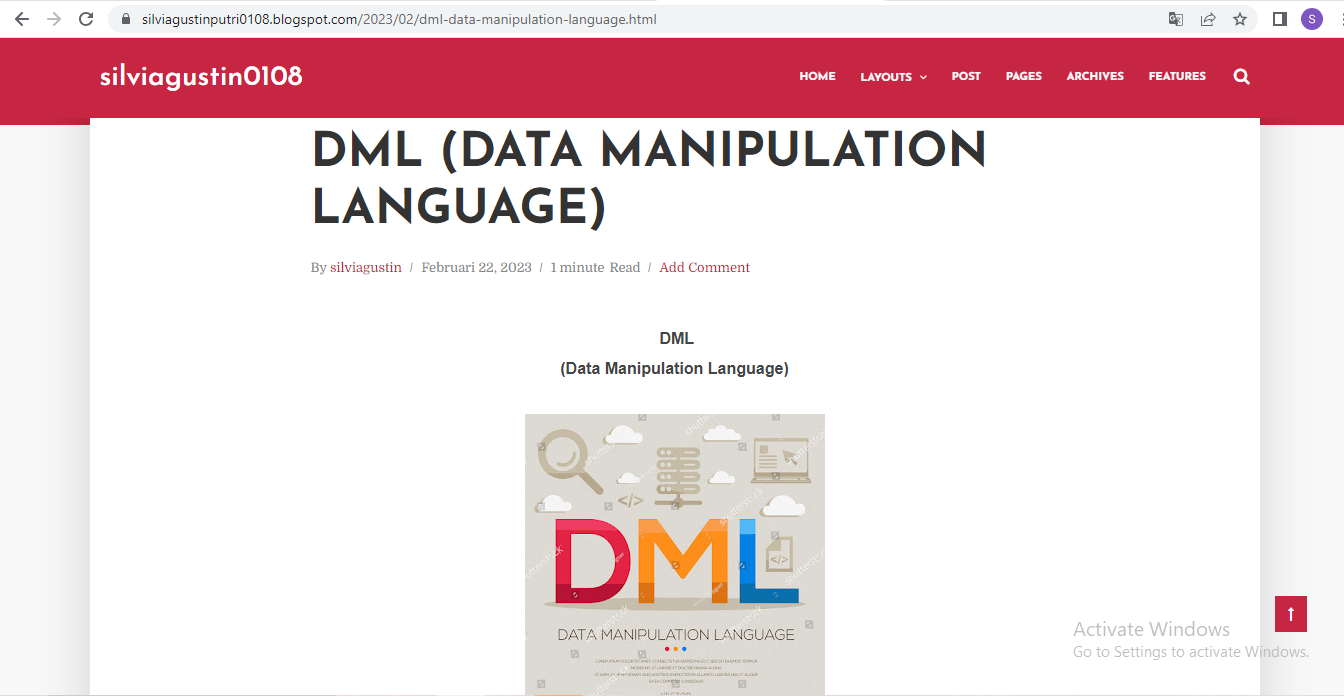 silviagustinputri0108.blogspot.com/2023/02/dml-data-manipulation-language.html
S
silviagustin0108
HOME LAYOUTS POST PAGES ARCHIVES FEATURES
DML (DATA MANIPULATION
LANGUAGE)
By silviagustin / Februari 22, 2023 / 1 minute Read / Add Comment
DML
(Data Manipulation Language)
shutterstock
</>
DML
</>
DATA MANIPULATION LANGUAGE
VECTOR
Activate Windows
Go to Settings to activate Windows.